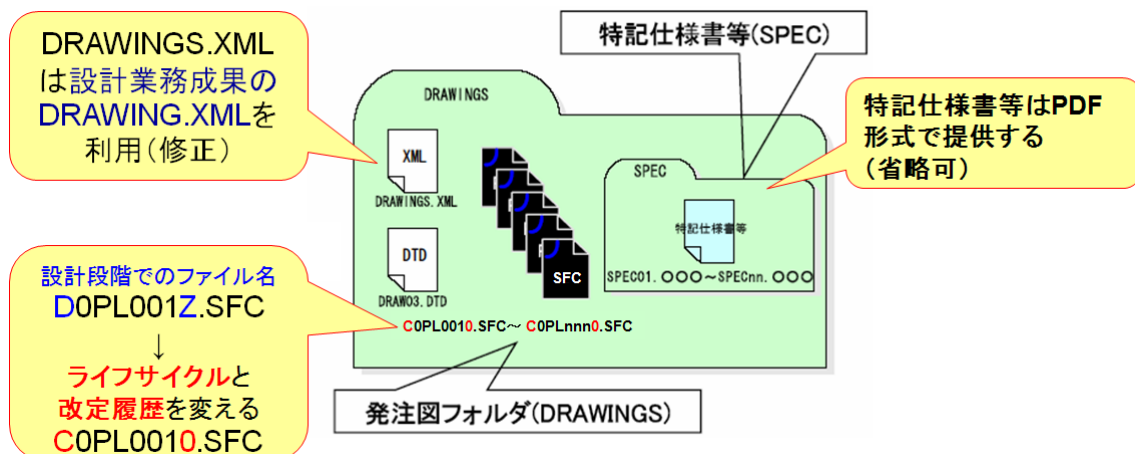 DRAWINGS.XML
は設計業務成果の
DRAWING.XMLを
利用(修正)
特記仕様書等(SPEC)
特記仕様書等はPDF
形式で提供する
(省略可)
DRAWINGS
XML
DRAWINGS.XML
DTD
DRAW03.DTD
SFC
C0PL0010.SFC～ C0PLnnn0.SFC
SPEC
特記仕様書等
SPEC01.○○○～SPECnn.○○○
設計段階でのファイル名
D0PL001Z.SFC
↓
ライフサイクルと
改定履歴を変える
C0PL0010.SFC
発注図フォルダ(DRAWINGS)